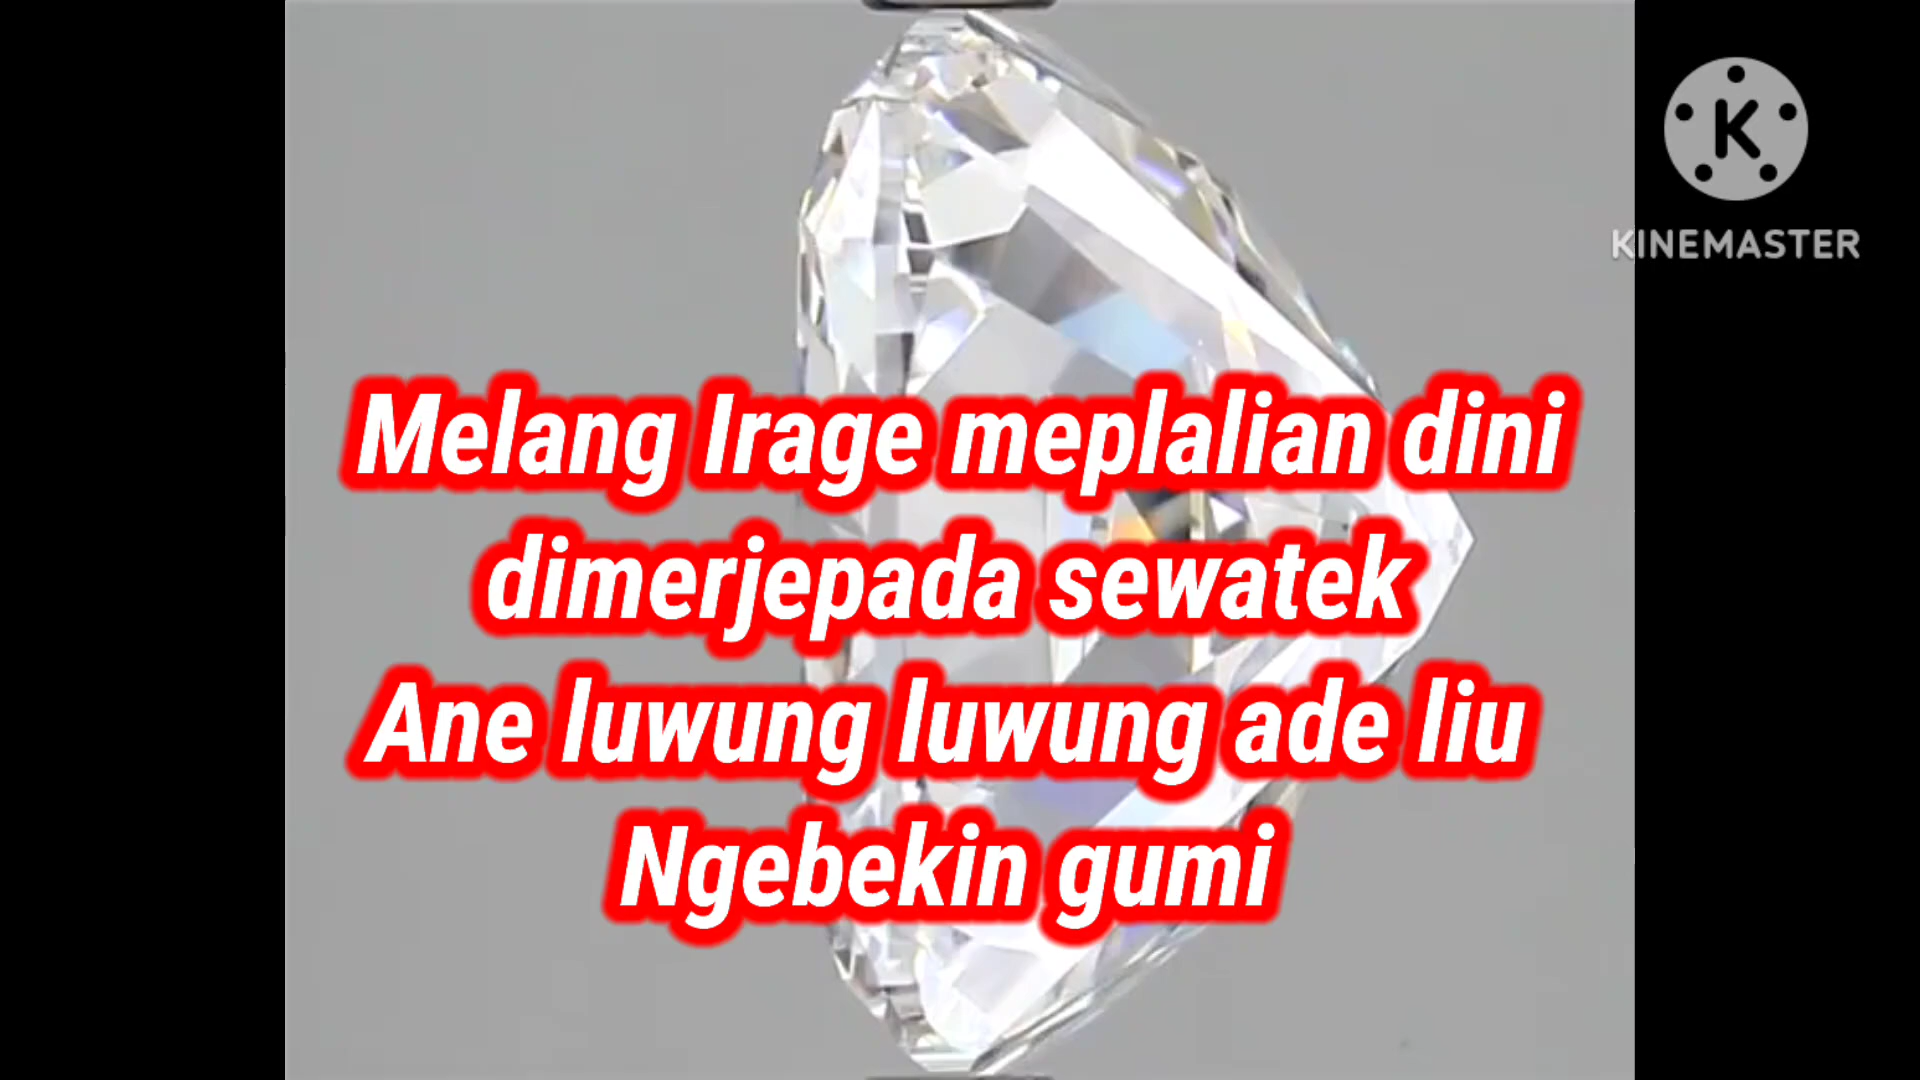 KINEMASTER
Melang Irage meplalian dini
dimerjepada sewatek
Ane luwung luwung ade liu
Ngebekin gumi